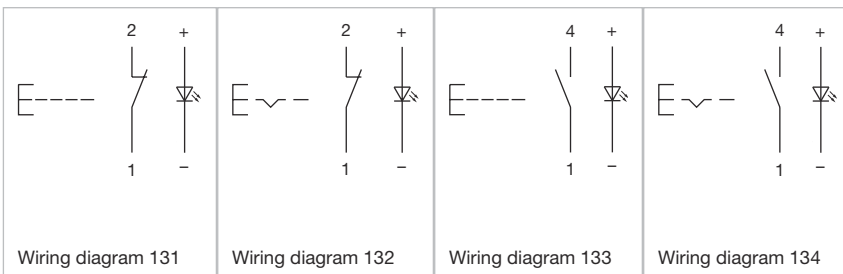 2 + 2 + 4 + 4 +
1 – 1 – 1 – 1 –
Wiring diagram 131 Wiring diagram 132 Wiring diagram 133 Wiring diagram 134